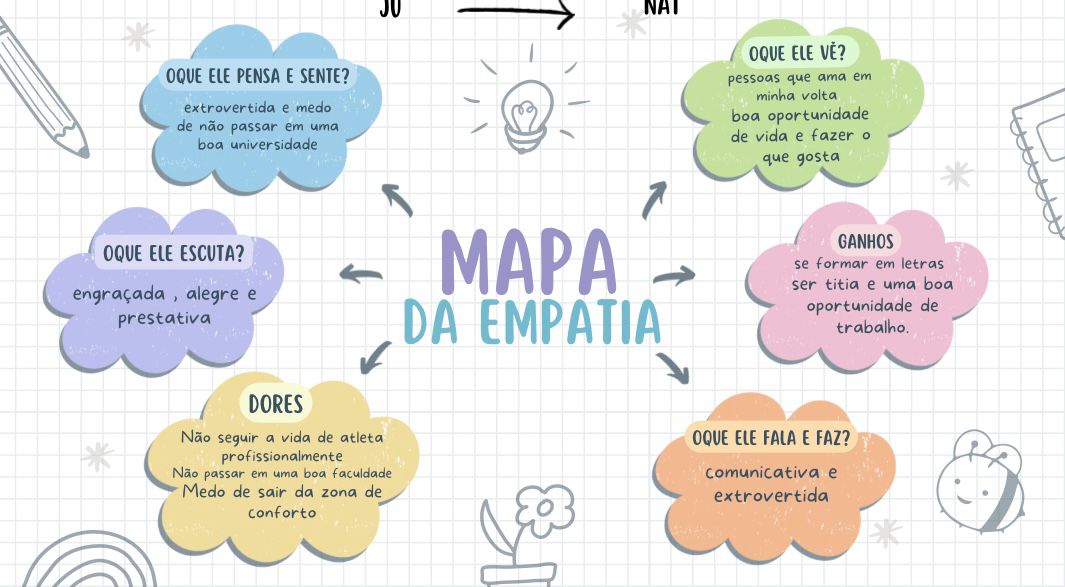 JU
NAT
OQUE ELE PENSA E SENTE?
extrovertida e medo
de não passar em uma
boa universidade
OQUE ELE VÊ?
pessoas que ama em
minha volta
boa oportunidade
de vida e fazer o
que gosta
OQUE ELE ESCUTA?
engraçada , alegre e
prestativa
MAPA
DA EMPATIA
GANHOS
se formar em letras
ser titia e uma boa
oportunidade de
trabalho.
DORES
Não seguir a vida de atleta
profissionalmente
Não passar em uma boa faculdade
Medo de sair da zona de
conforto
OQUE ELE FALA E FAZ?
comunicativa e
extrovertida